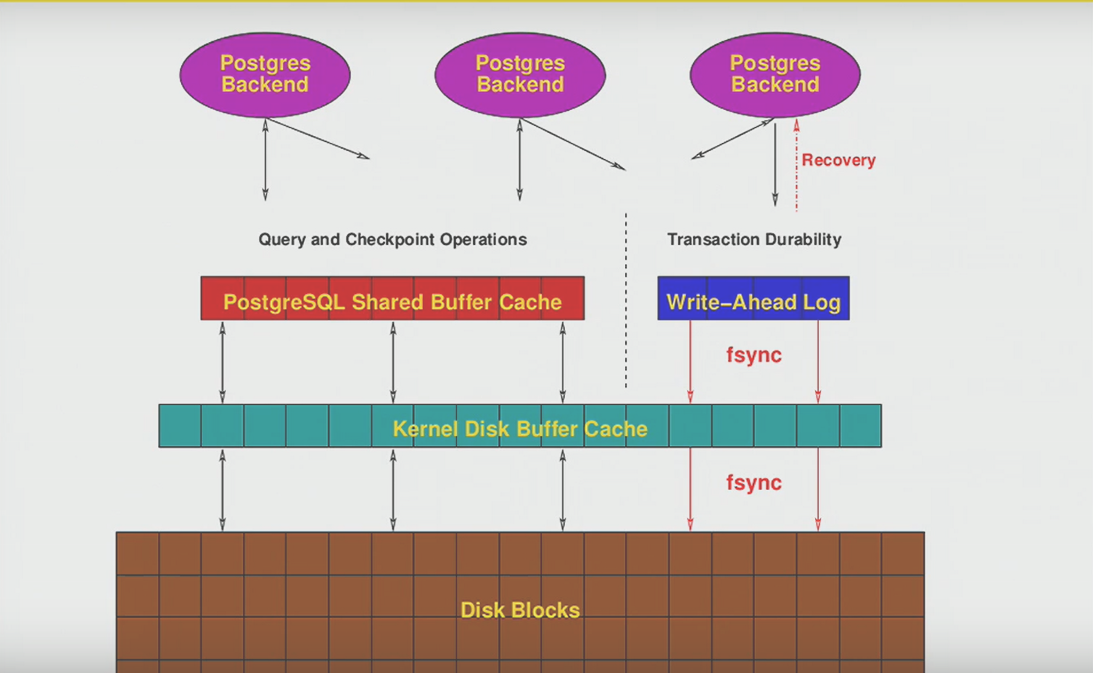 Postgres
Backend
Postgres
Backend
Postgres
Backend
Recovery
Query and Checkpoint Operations
Transaction Durability
PostgreSQL Shared Buffer Cache
Write–Ahead Log
fsync
Kernel Disk Buffer Cache
fsync
Disk Blocks